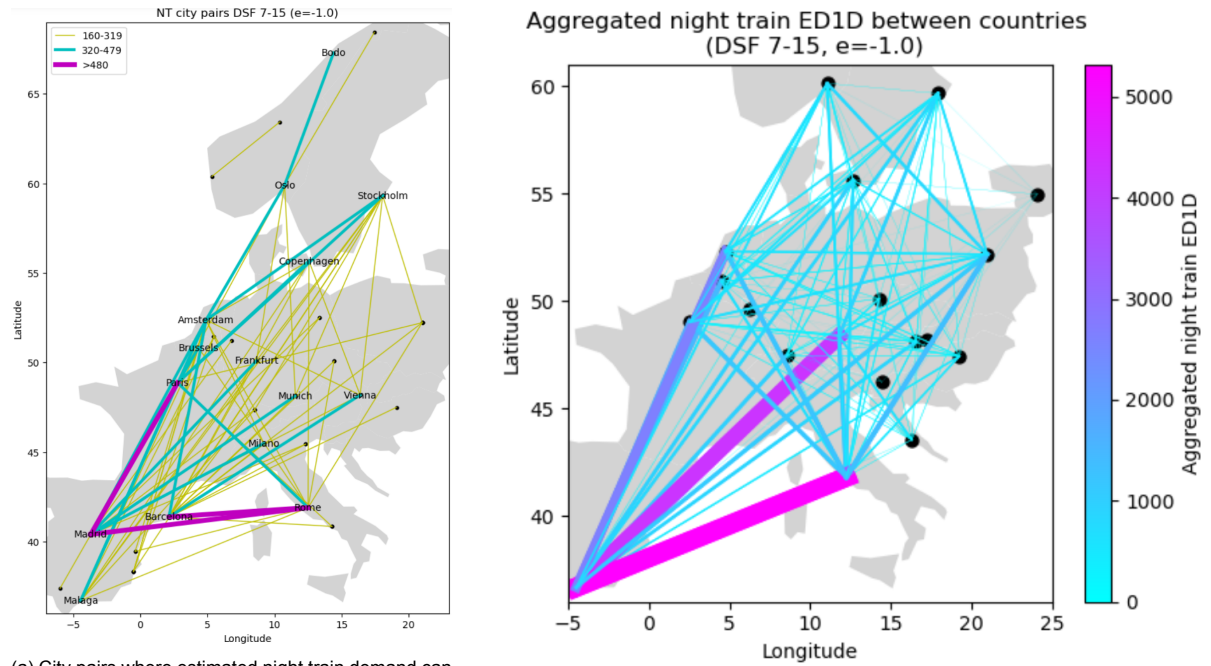 NT city pairs DSF 7-15 (e=-1.0)
160-319
320-479
>480
Bodo
Oslo
Stockholm
Copenhagen
Amsterdam
Brussels
Frankfurt
Paris
Munich
Vienna
Milano
Barcelona
Rome
Madrid
Malaga
65
60
55
50
45
40
Latitude
−5
0
5
10
15
20
Longitude
(a) City pairs where estimated night train demand can
Aggregated night train ED1D between countries
(DSF 7-15, e=-1.0)
60
55
50
45
40
Latitude
−5
0
5
10
15
20
25
Longitude
5000
4000
3000
2000
1000
0
Aggregated night train ED1D